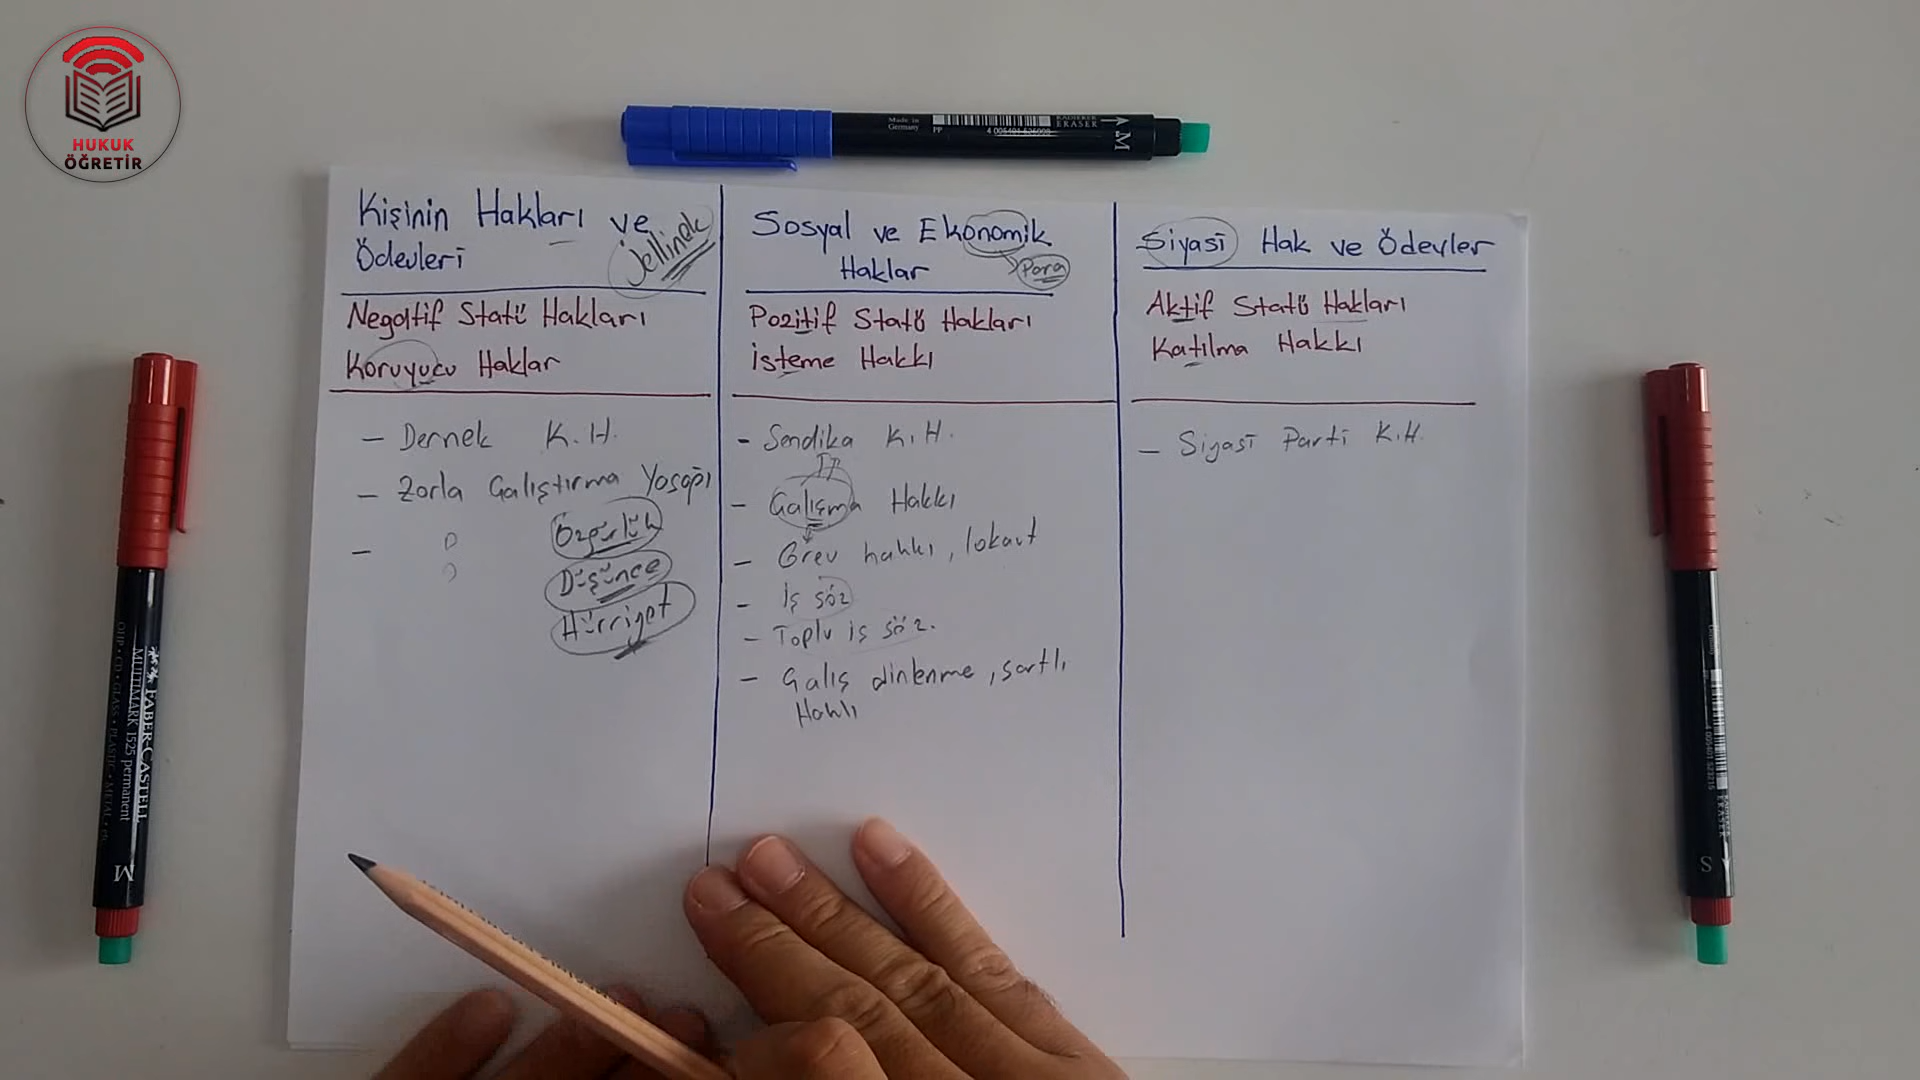 HUKUK
ÖĞRETİR
Made in
Germany
PP
ERASER
M
Kişinin Hakları ve
Ödevleri
Jellinek
Negatif Statü Hakları
Koruyucu Haklar
- Dernek K.H.
- Zorla Çalıştırma Yasağı
-
Özgürlük
Düşünce
Hürriyet
Sosyal ve Ekonomik
Haklar
Para
Pozitif Statü Hakları
İsteme Hakkı
- Sendika K.H.
- Çalışma Hakkı
- Grev hakkı, lokavt
- İş söz
- Toplu iş söz.
- Çalış dinlenme, şartlı
Hakkı
Siyasi Hak ve Ödevler
Aktif Statü Hakları
Katılma Hakkı
- Siyasi Parti K.H.
FABER-CASTELL
MULTIMARK 1525 permanent
OHP • CD • GLASS • PLASTIC • METAL • etc
M
S